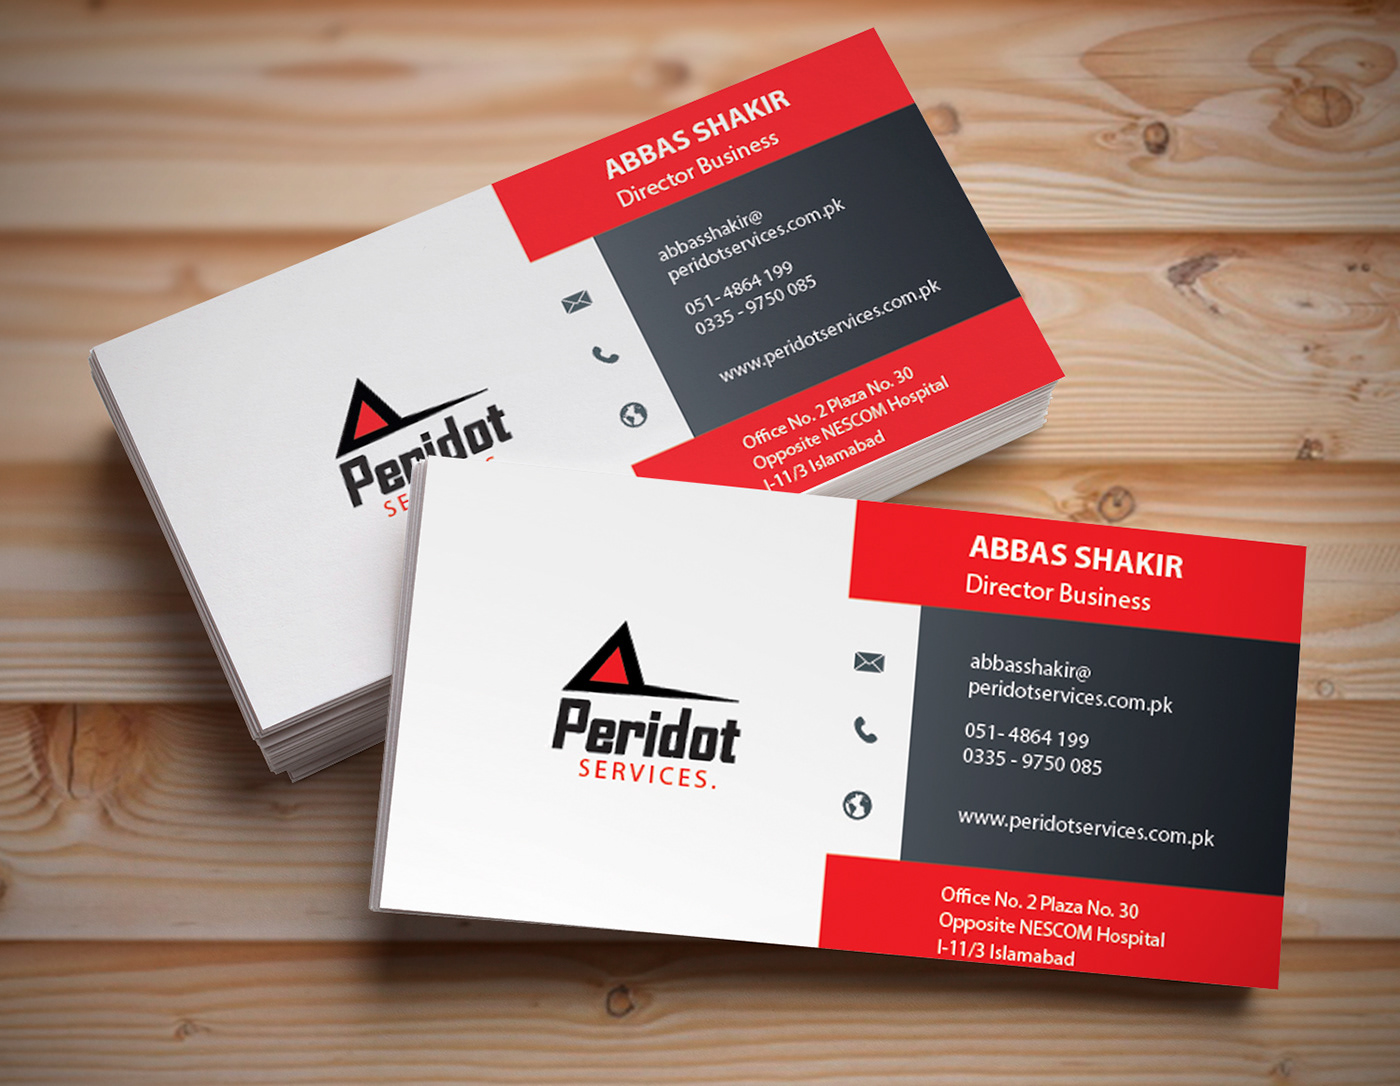 ABBAS SHAKIR
Director Business
abbasshakir@
peridotservices.com.pk
051- 4864 199
0335 - 9750 085
www.peridotservices.com.pk
Office No. 2 Plaza No. 30
Opposite NESCOM Hospital
I-11/3 Islamabad
Peridot
SE
ABBAS SHAKIR
Director Business
abbasshakir@
peridotservices.com.pk
051- 4864 199
0335 - 9750 085
www.peridotservices.com.pk
Office No. 2 Plaza No. 30
Opposite NESCOM Hospital
I-11/3 Islamabad
Peridot
SERVICES.